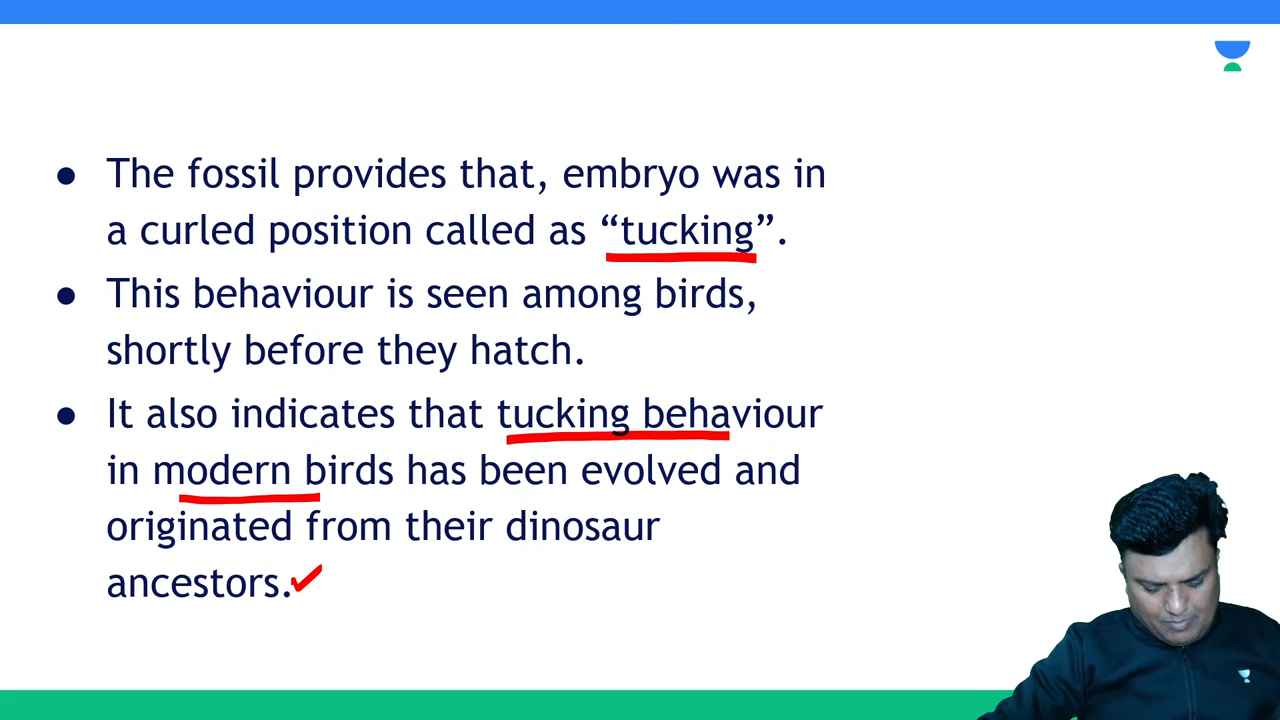 ● The fossil provides that, embryo was in
a curled position called as “tucking”.
● This behaviour is seen among birds,
shortly before they hatch.
● It also indicates that tucking behaviour
in modern birds has been evolved and
originated from their dinosaur
ancestors.